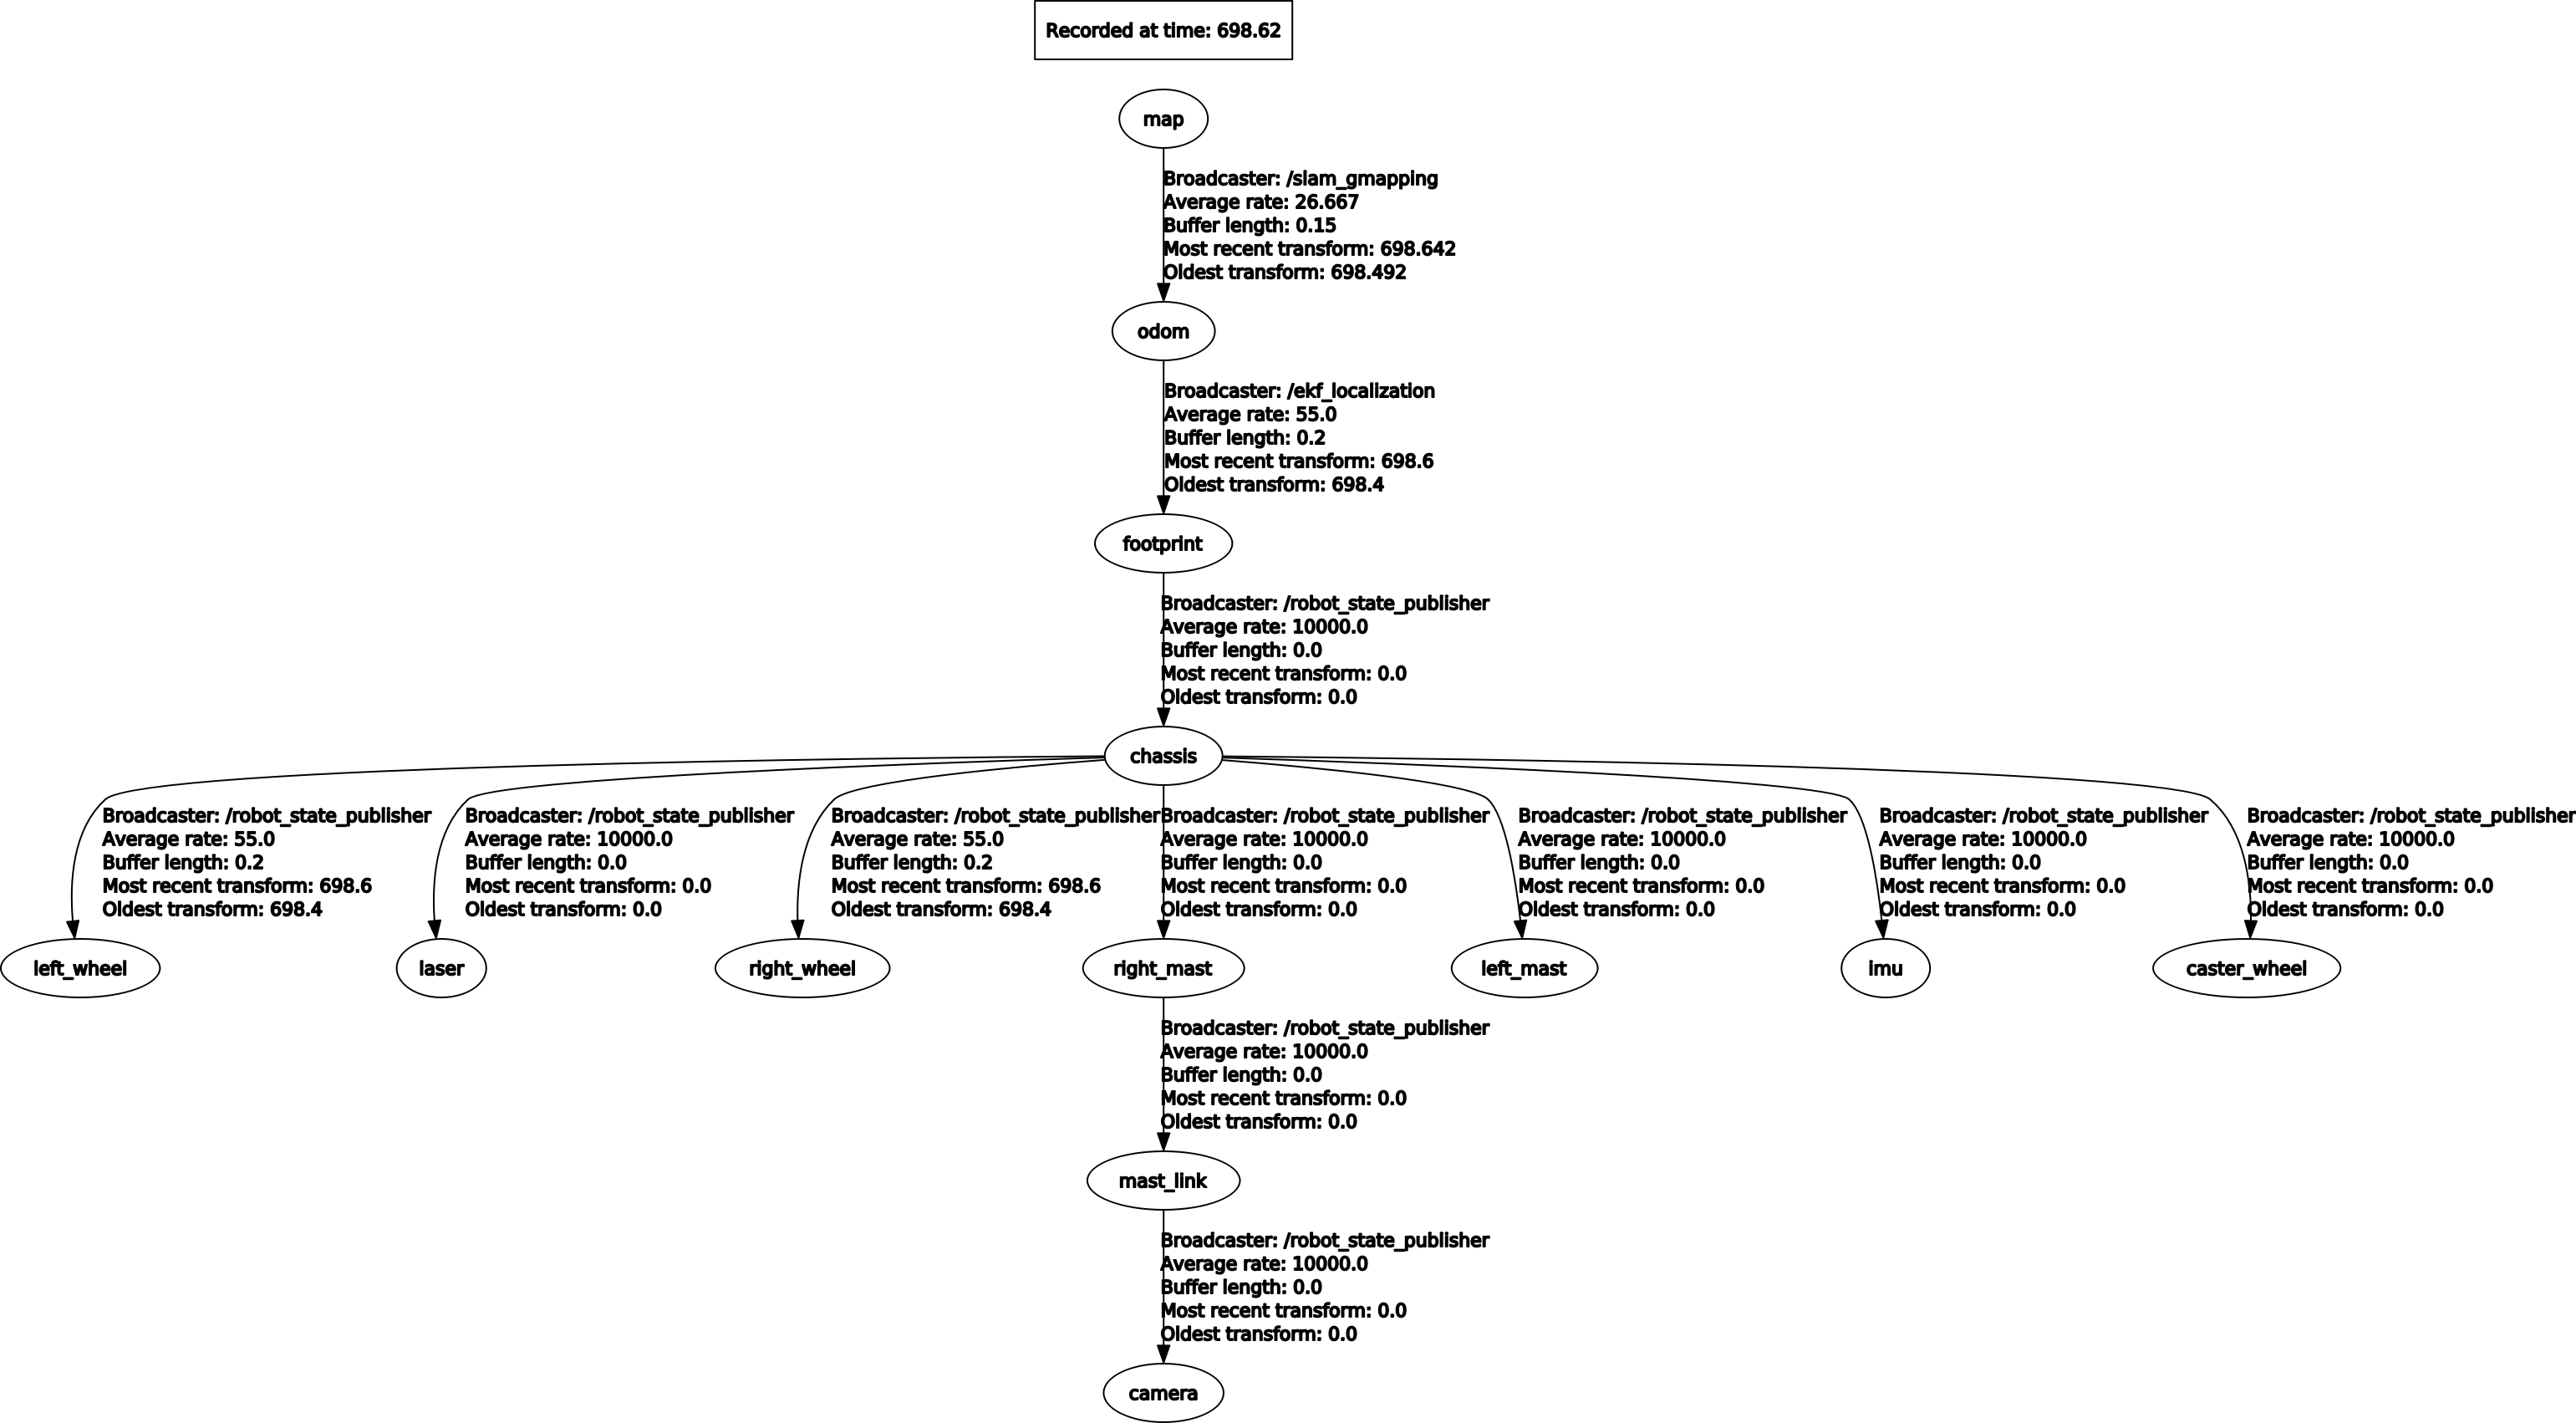 Recorded at time: 698.62
map
Broadcaster: /slam_gmapping
Average rate: 26.667
Buffer length: 0.15
Most recent transform: 698.642
Oldest transform: 698.492
odom
Broadcaster: /ekf_localization
Average rate: 55.0
Buffer length: 0.2
Most recent transform: 698.6
Oldest transform: 698.4
footprint
Broadcaster: /robot_state_publisher
Average rate: 10000.0
Buffer length: 0.0
Most recent transform: 0.0
Oldest transform: 0.0
chassis
Broadcaster: /robot_state_publisher
Average rate: 55.0
Buffer length: 0.2
Most recent transform: 698.6
Oldest transform: 698.4
Broadcaster: /robot_state_publisher
Average rate: 10000.0
Buffer length: 0.0
Most recent transform: 0.0
Oldest transform: 0.0
Broadcaster: /robot_state_publisher
Average rate: 55.0
Buffer length: 0.2
Most recent transform: 698.6
Oldest transform: 698.4
Broadcaster: /robot_state_publisher
Average rate: 10000.0
Buffer length: 0.0
Most recent transform: 0.0
Oldest transform: 0.0
Broadcaster: /robot_state_publisher
Average rate: 10000.0
Buffer length: 0.0
Most recent transform: 0.0
Oldest transform: 0.0
Broadcaster: /robot_state_publisher
Average rate: 10000.0
Buffer length: 0.0
Most recent transform: 0.0
Oldest transform: 0.0
Broadcaster: /robot_state_publisher
Average rate: 10000.0
Buffer length: 0.0
Most recent transform: 0.0
Oldest transform: 0.0
left_wheel
laser
right_wheel
right_mast
left_mast
imu
caster_wheel
Broadcaster: /robot_state_publisher
Average rate: 10000.0
Buffer length: 0.0
Most recent transform: 0.0
Oldest transform: 0.0
mast_link
Broadcaster: /robot_state_publisher
Average rate: 10000.0
Buffer length: 0.0
Most recent transform: 0.0
Oldest transform: 0.0
camera